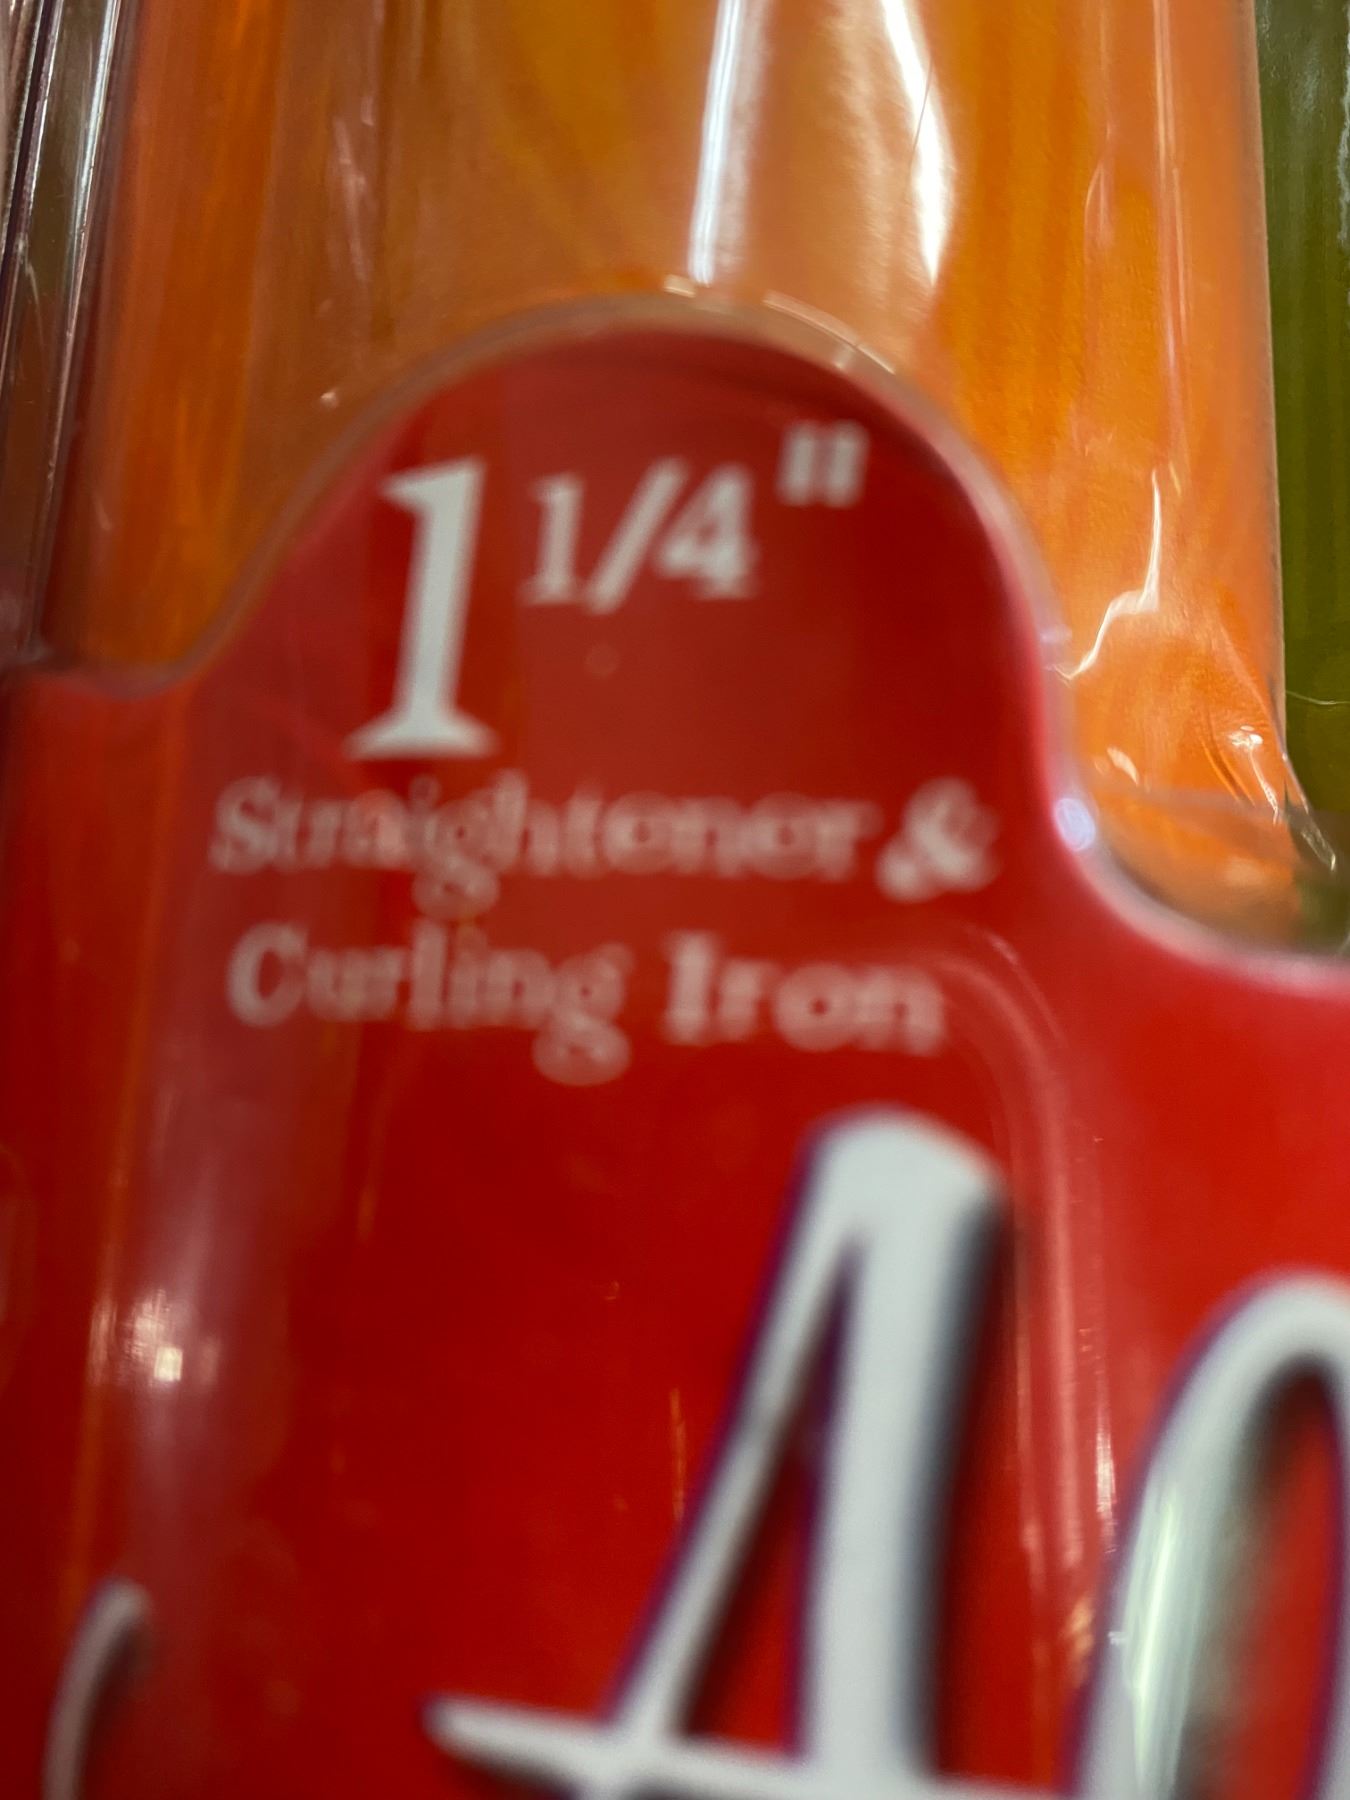 1 1/4"
Straightener &
Curling Iron